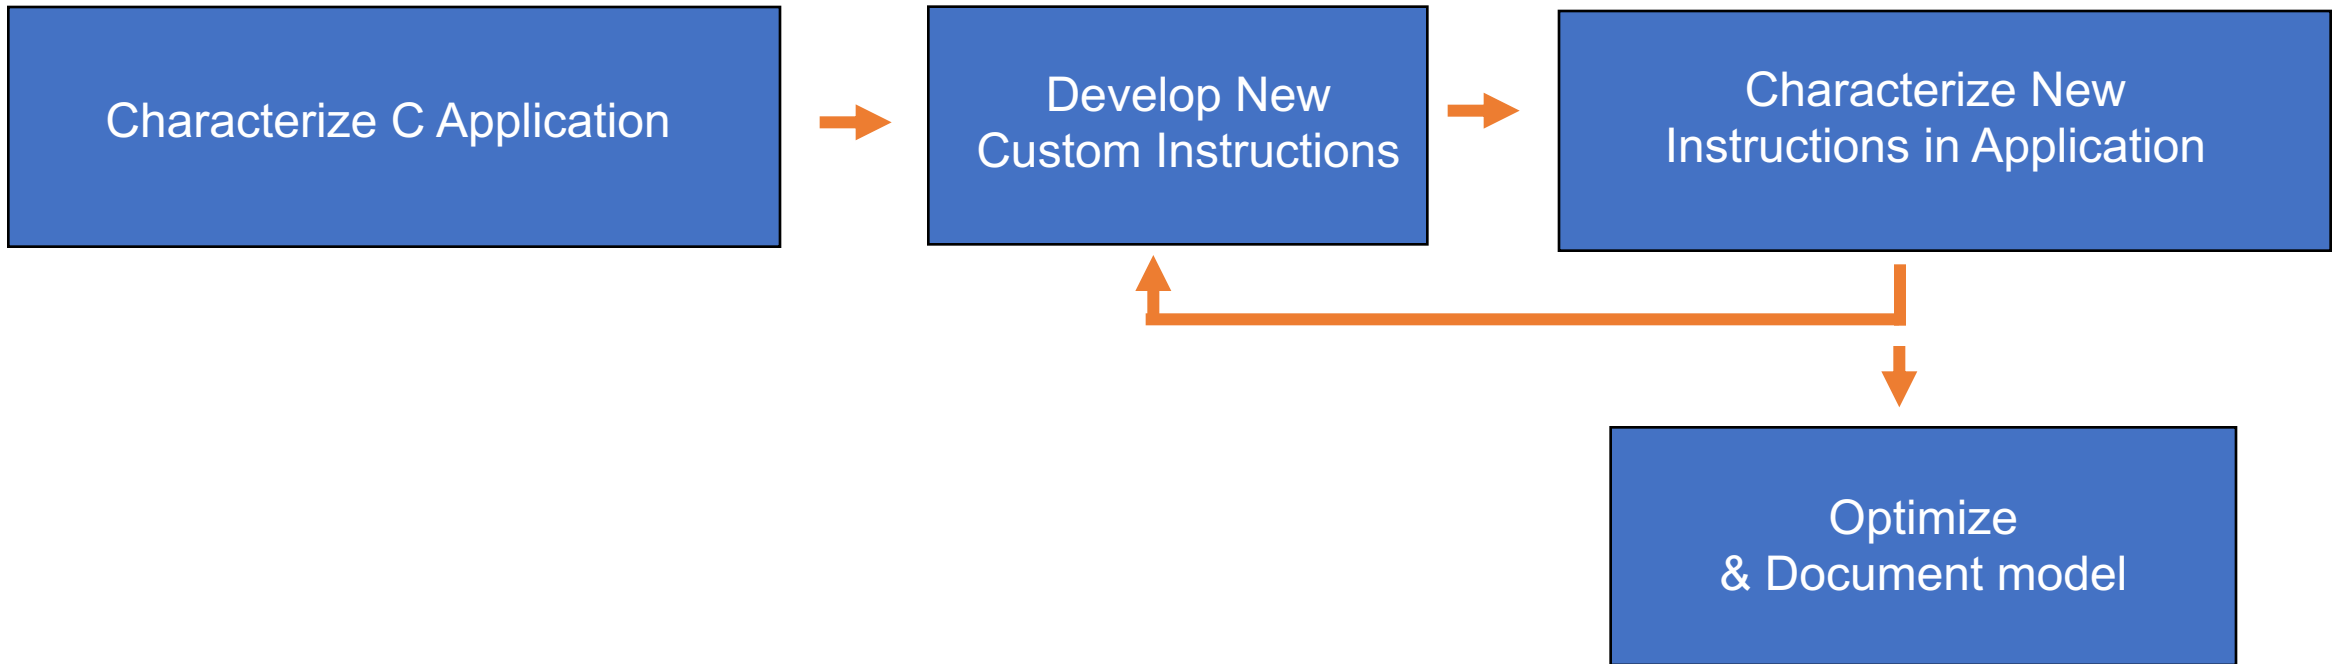 Characterize C Application
Develop New
Custom Instructions
Characterize New
Instructions in Application
Optimize
& Document model